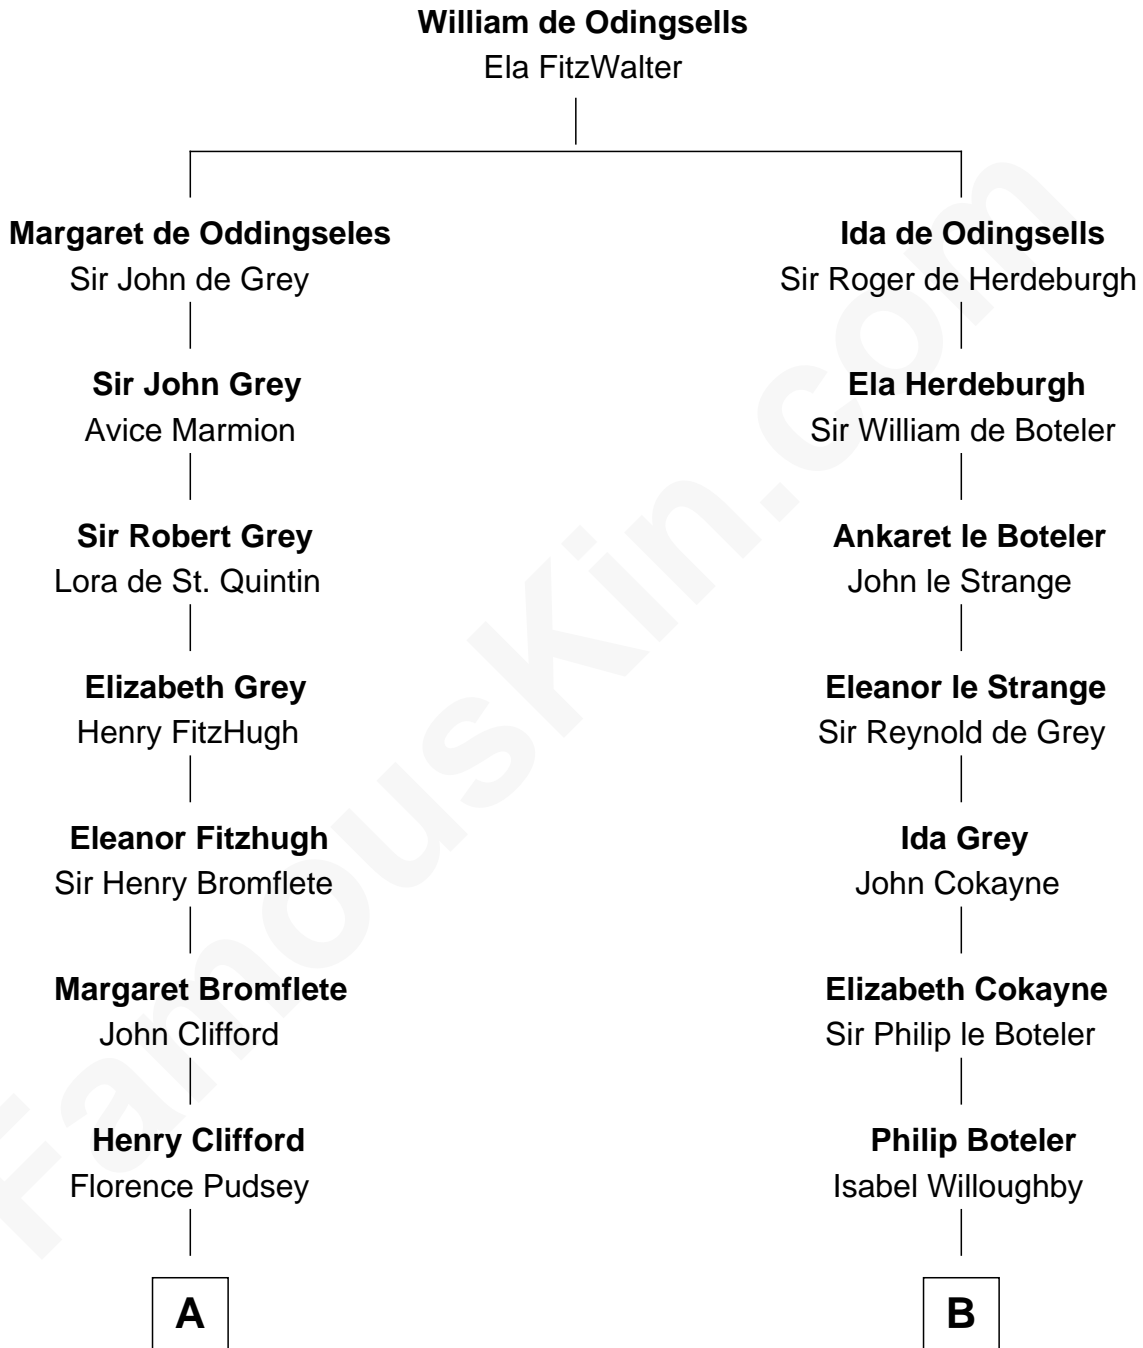 William de Odingsells
Ela FitzWalter
Margaret de Oddingseles
Sir John de Grey
Ida de Odingsells
Sir Roger de Herdeburgh
Sir John Grey
Avice Marmion
Ela Herdeburgh
Sir William de Boteler
Sir Robert Grey
Lora de St. Quintin
Ankaret le Boteler
John le Strange
Elizabeth Grey
Henry FitzHugh
Eleanor le Strange
Sir Reynold de Grey
Eleanor Fitzhugh
Sir Henry Bromflete
Ida Grey
John Cokayne
Margaret Bromflete
John Clifford
Elizabeth Cokayne
Sir Philip le Boteler
Henry Clifford
Florence Pudsey
Philip Boteler
Isabel Willoughby
A
B
FamousKin.com